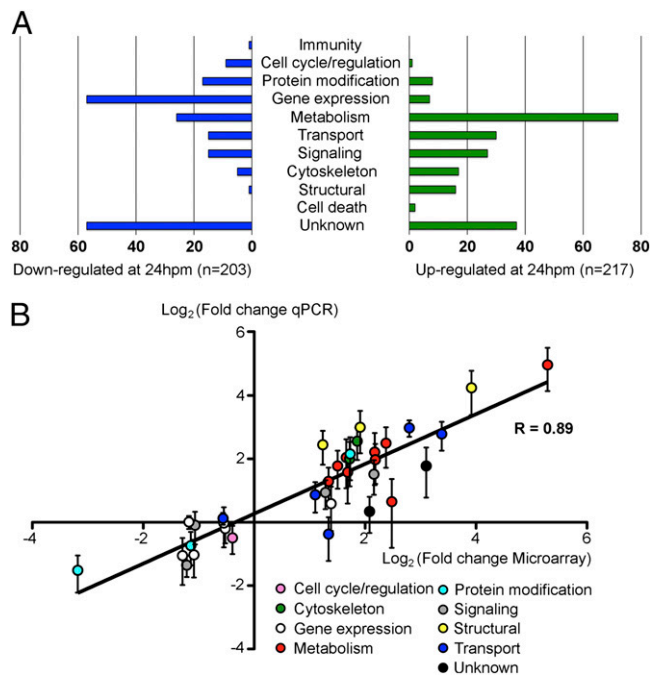 A
Immunity
Cell cycle/regulation
Protein modification
Gene expression
Metabolism
Transport
Signaling
Cytoskeleton
Structural
Cell death
Unknown
80 60 40 20 0 0 20 40 60 80
Down-regulated at 24hpm (n=203) Up-regulated at 24hpm (n=217)
B
Log2(Fold change qPCR)
6
4
R = 0.89
2
-4 -2 2 4 6
Log2(Fold change Microarray)
-2
-4
Cell cycle/regulation
Cytoskeleton
Gene expression
Metabolism
Protein modification
Signaling
Structural
Transport
Unknown